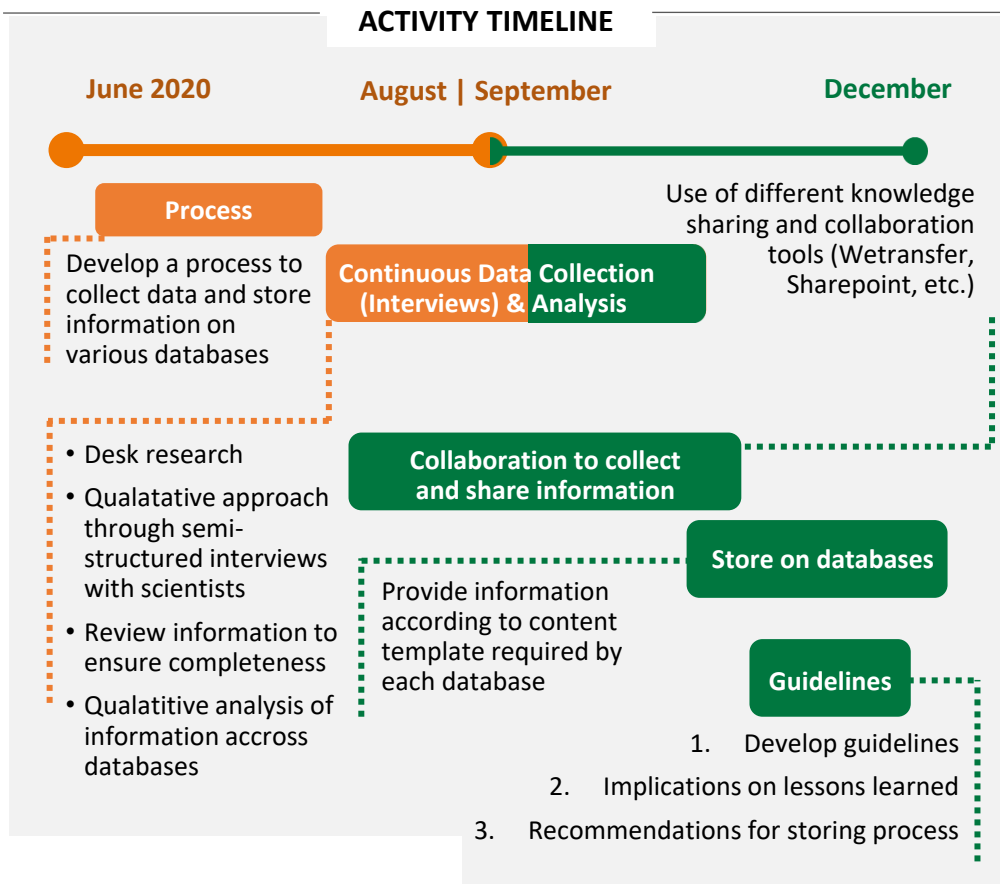 ACTIVITY TIMELINE
June 2020
August | September
December
Process
Develop a process to
collect data and store
information on
various databases
Continuous Data Collection
(Interviews) & Analysis
Use of different knowledge
sharing and collaboration
tools (Wetransfer,
Sharepoint, etc.)
• Desk research
• Qualatative approach
through semi-
structured interviews
with scientists
• Review information to
ensure completeness
• Qualatitive analysis of
information accross
databases
Collaboration to collect
and share information
Store on databases
Provide information
according to content
template required by
each database
Guidelines
1. Develop guidelines
2. Implications on lessons learned
3. Recommendations for storing process